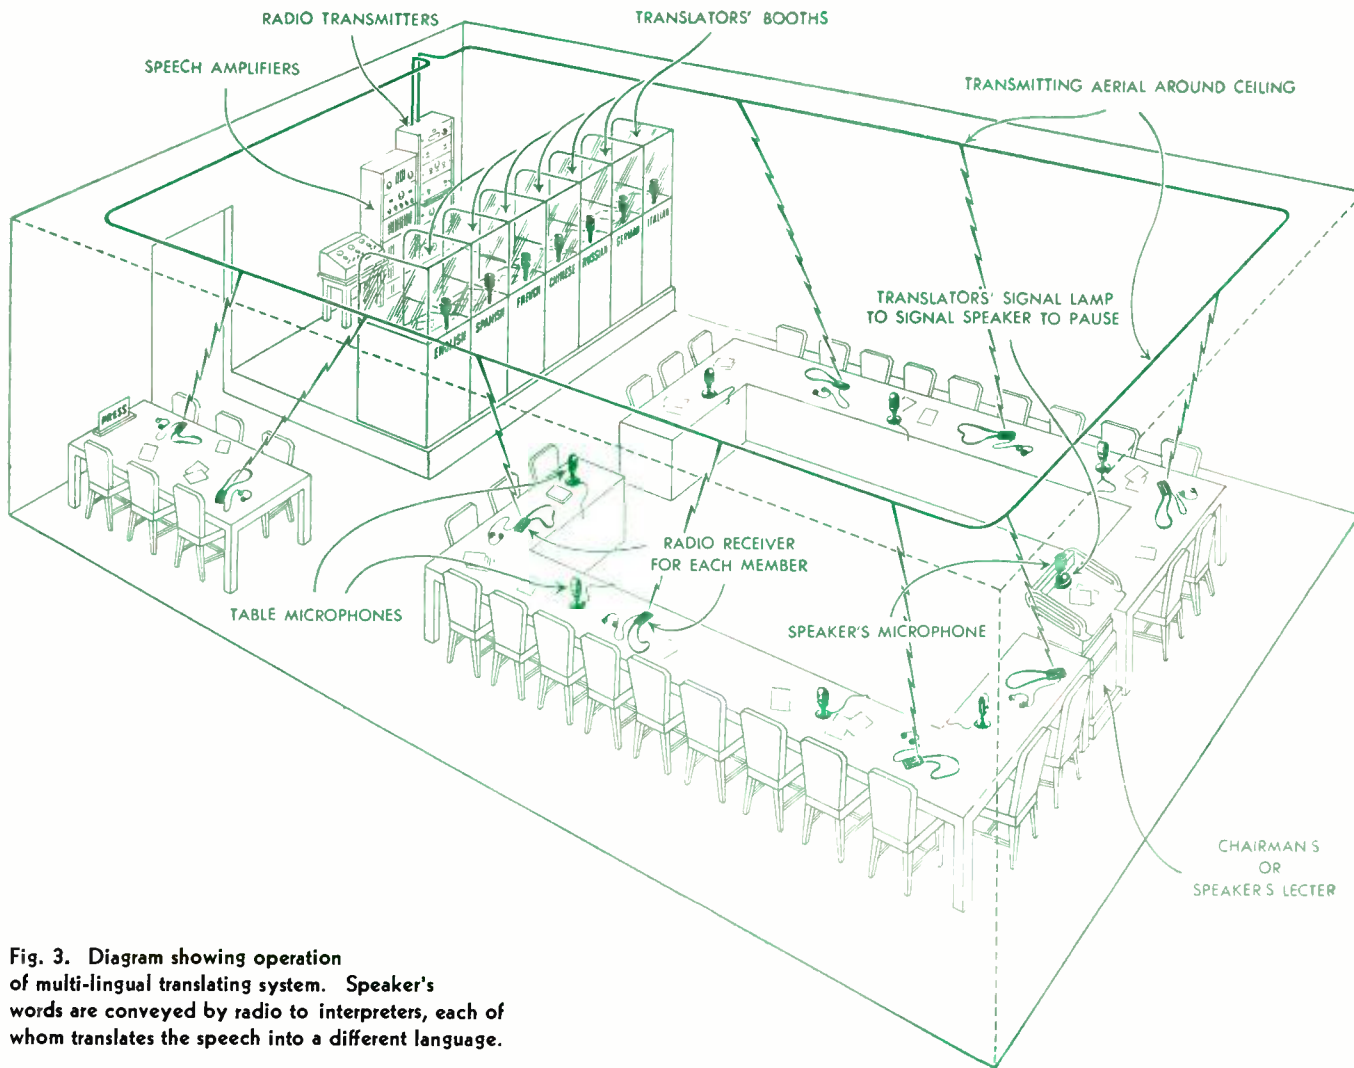 RADIO TRANSMITTERS
TRANSLATORS' BOOTHS
SPEECH AMPLIFIERS
TRANSMITTING AERIAL AROUND CEILING
ENGLISH
SPANISH
FRENCH
CHINESE
RUSSIAN
GERMAN
ITALIAN
TRANSLATORS' SIGNAL LAMP
TO SIGNAL SPEAKER TO PAUSE
PRESS
RADIO RECEIVER
FOR EACH MEMBER
TABLE MICROPHONES
SPEAKER'S MICROPHONE
CHAIRMAN S
OR
SPEAKER S LECTER
Fig. 3. Diagram showing operation
of multi-lingual translating system. Speaker's
words are conveyed by radio to interpreters, each of
whom translates the speech into a different language.